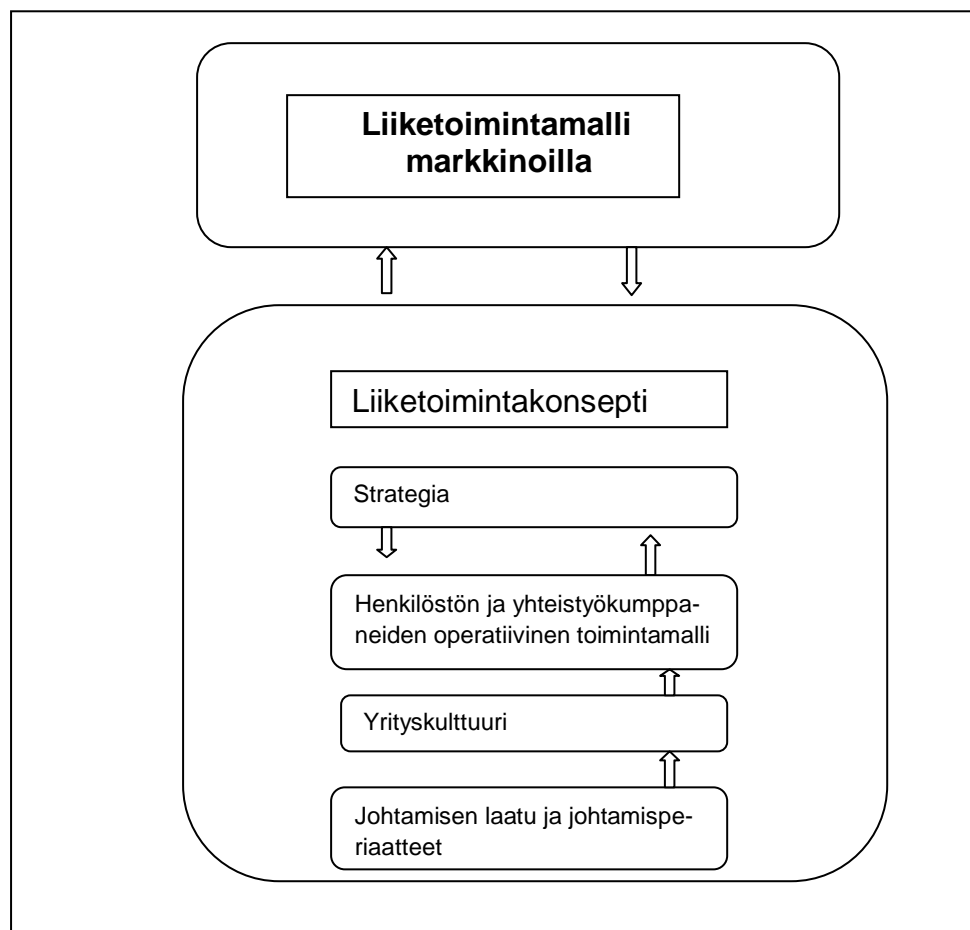 Liiketoimintamalli
markkinoilla
Liiketoimintakonsepti
Strategia
Henkilöstön ja yhteistyökumppa-
neiden operatiivinen toimintamalli
Yrityskulttuuri
Johtamisen laatu ja johtamispe-
riaatteet